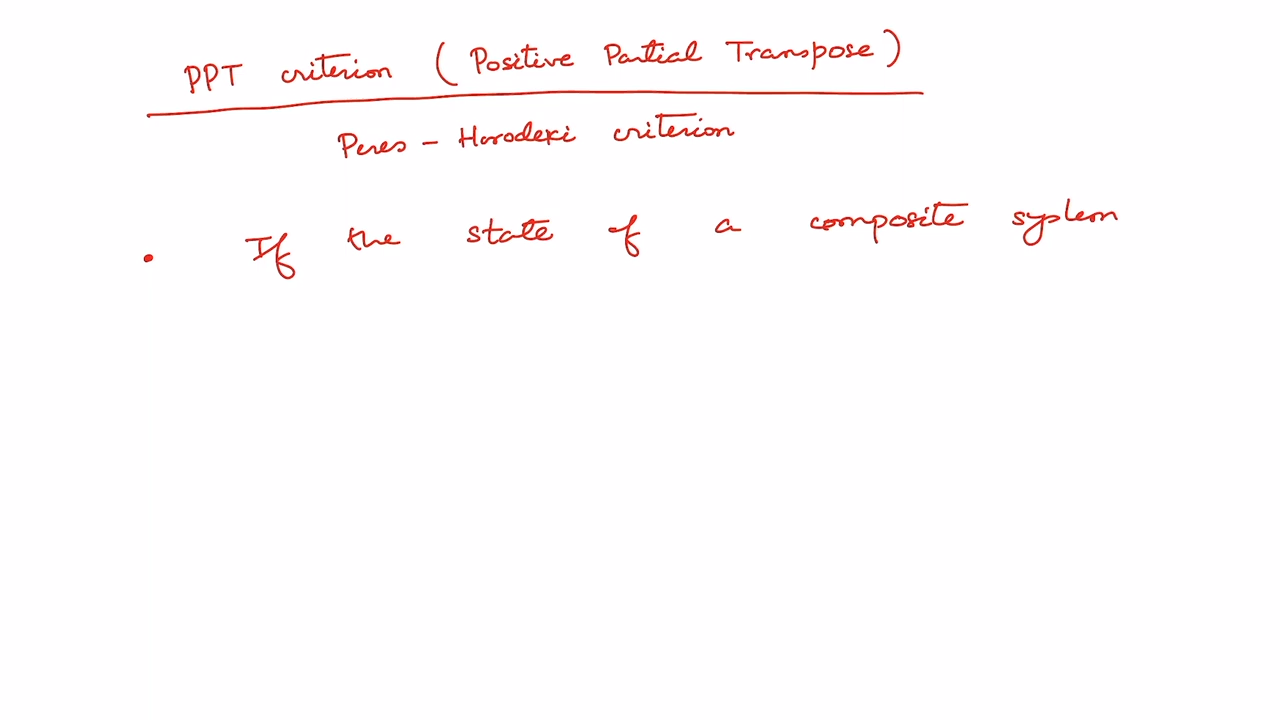 PPT criterion (Positive Partial Transpose)
Peres - Horodeki criterion
• If the state of a composite system